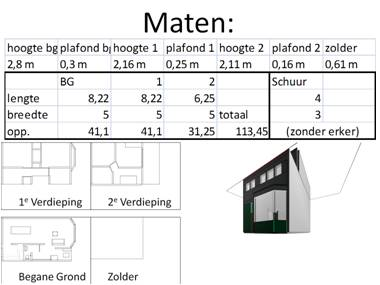 Maten:
hoogte bg plafond bg hoogte 1 plafond 1 hoogte 2 plafond 2 zolder
2,8 m 0,3 m 2,16 m 0,25 m 2,11 m 0,16 m 0,61 m
BG 1 2 Schuur
lengte 8,22 8,22 6,25 4
breedte 5 5 5 totaal 3
opp. 41,1 41,1 31,25 113,45 (zonder erker)
1e Verdieping 2e Verdieping
Begane Grond Zolder